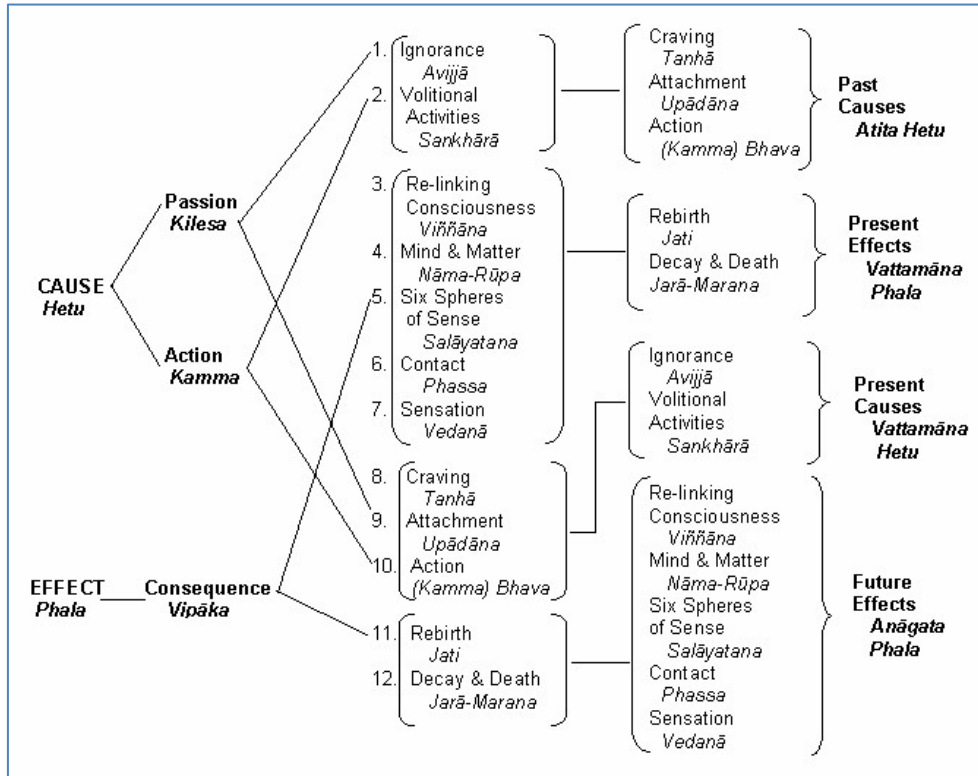 CAUSE
Hetu
EFFECT
Phala
Passion
Kilesa
Action
Kamma
Consequence
Vipāka
1. Ignorance
Avijjā
2. Volitional
Activities
Sankhārā
3. Re-linking
Consciousness
Viññāna
4. Mind & Matter
Nāma-Rūpa
5. Six Spheres
of Sense
Salāyatana
6. Contact
Phassa
7. Sensation
Vedanā
8. Craving
Tanhā
9. Attachment
Upādāna
10. Action
(Kamma) Bhava
11. Rebirth
Jati
12. Decay & Death
Jarā-Marana
Craving
Tanhā
Attachment
Upādāna
Action
(Kamma) Bhava
Rebirth
Jati
Decay & Death
Jarā-Marana
Ignorance
Avijjā
Volitional
Activities
Sankhārā
Re-linking
Consciousness
Viññāna
Mind & Matter
Nāma-Rūpa
Six Spheres
of Sense
Salāyatana
Contact
Phassa
Sensation
Vedanā
Past
Causes
Atita Hetu
Present
Effects
Vattamāna
Phala
Present
Causes
Vattamāna
Hetu
Future
Effects
Anāgata
Phala